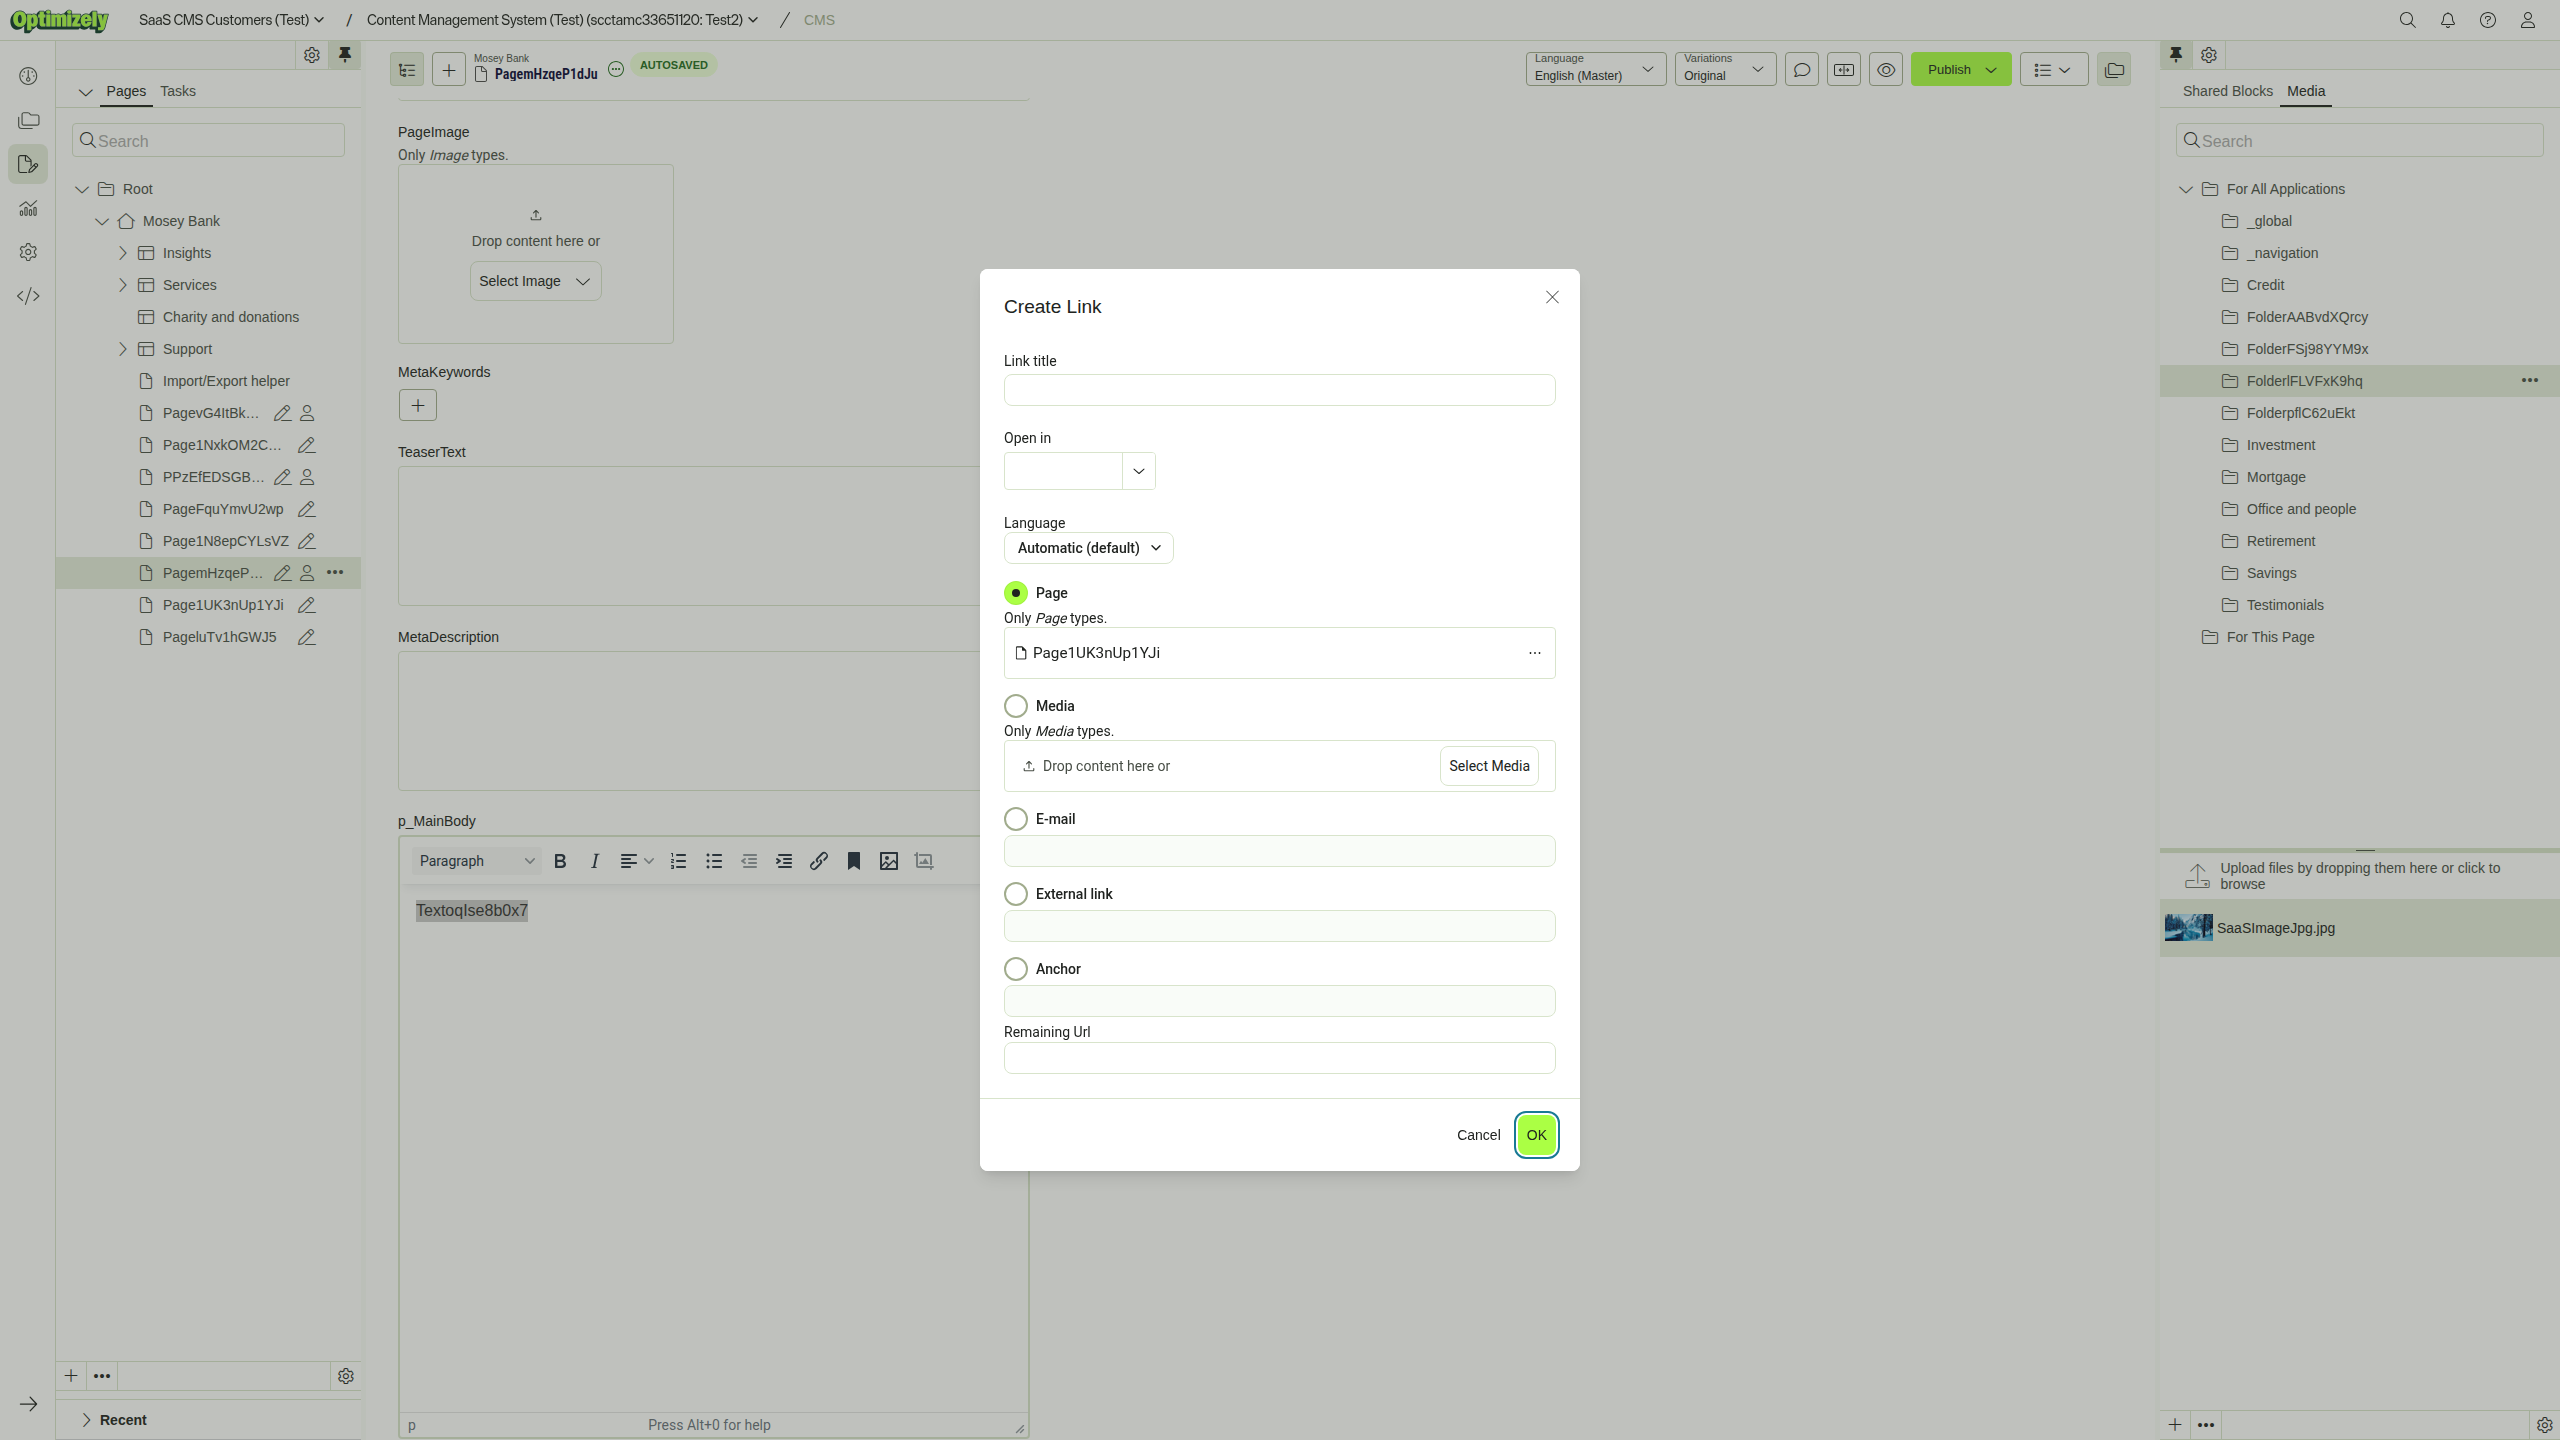 Optimizely
SaaS CMS Customers (Test)
/
Content Management System (Test) (scctamc33651120: Test2)
/
CMS
Pages
Tasks
Search
Root
Mosey Bank
Insights
Services
Charity and donations
Support
Import/Export helper
PagevG4ItBk...
Page1NxkOM2C...
PPzEfEDSGB...
PageFquYmvU2wp
Page1N8epCYLsVZ
PagemHzqeP...
Page1UK3nUp1YJi
PageluTv1hGWJ5
Recent
Mosey Bank
PagemHzqeP1dJu
AUTOSAVED
Language
English (Master)
Variations
Original
Publish
PageImage
Only Image types.
Drop content here or
Select Image
MetaKeywords
TeaserText
MetaDescription
p_MainBody
Paragraph
B
I
TextoqIse8b0x7
p
Press Alt+0 for help
Create Link
Link title
Open in
Language
Automatic (default)
Page
Only Page types.
Page1UK3nUp1YJi
Media
Only Media types.
Drop content here or
Select Media
E-mail
External link
Anchor
Remaining Url
Cancel
OK
Shared Blocks
Media
Search
For All Applications
_global
_navigation
Credit
FolderAABvdXQrcy
FolderFSj98YYM9x
FolderlFLVFxK9hq
FolderpflC62uEkt
Investment
Mortgage
Office and people
Retirement
Savings
Testimonials
For This Page
Upload files by dropping them here or click to
browse
SaaSImageJpg.jpg